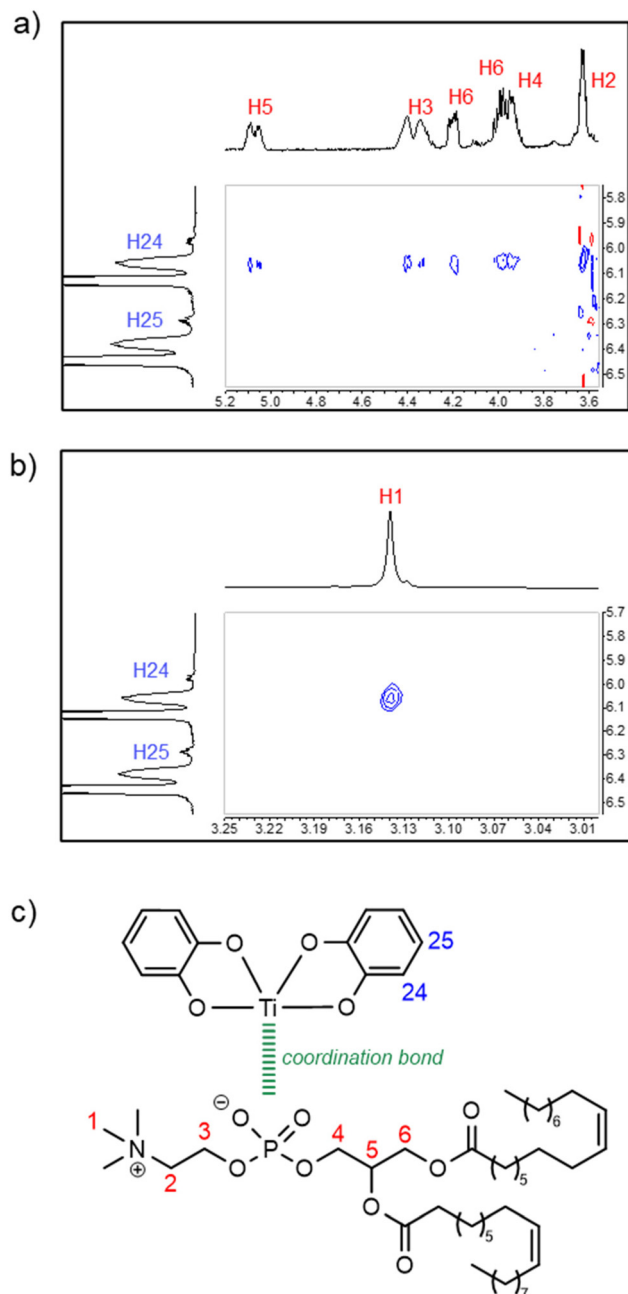 a)
H5
H3
H6
H6
H4
H2
H24
H25
5.8
5.9
6.0
6.1
6.2
6.3
6.4
6.5
5.2 5.0 4.8 4.6 4.4 4.2 4.0 3.8 3.6
b)
H1
H24
H25
5.7
5.8
5.9
6.0
6.1
6.2
6.3
6.4
6.5
3.25 3.22 3.19 3.16 3.13 3.10 3.07 3.04 3.01
c)
O O 25
O Ti O 24
coordination bond
⊖ O O
1 3 P 4 6 O 6
N O O 5 O 5
⊕ 2 O
O 5
O 7